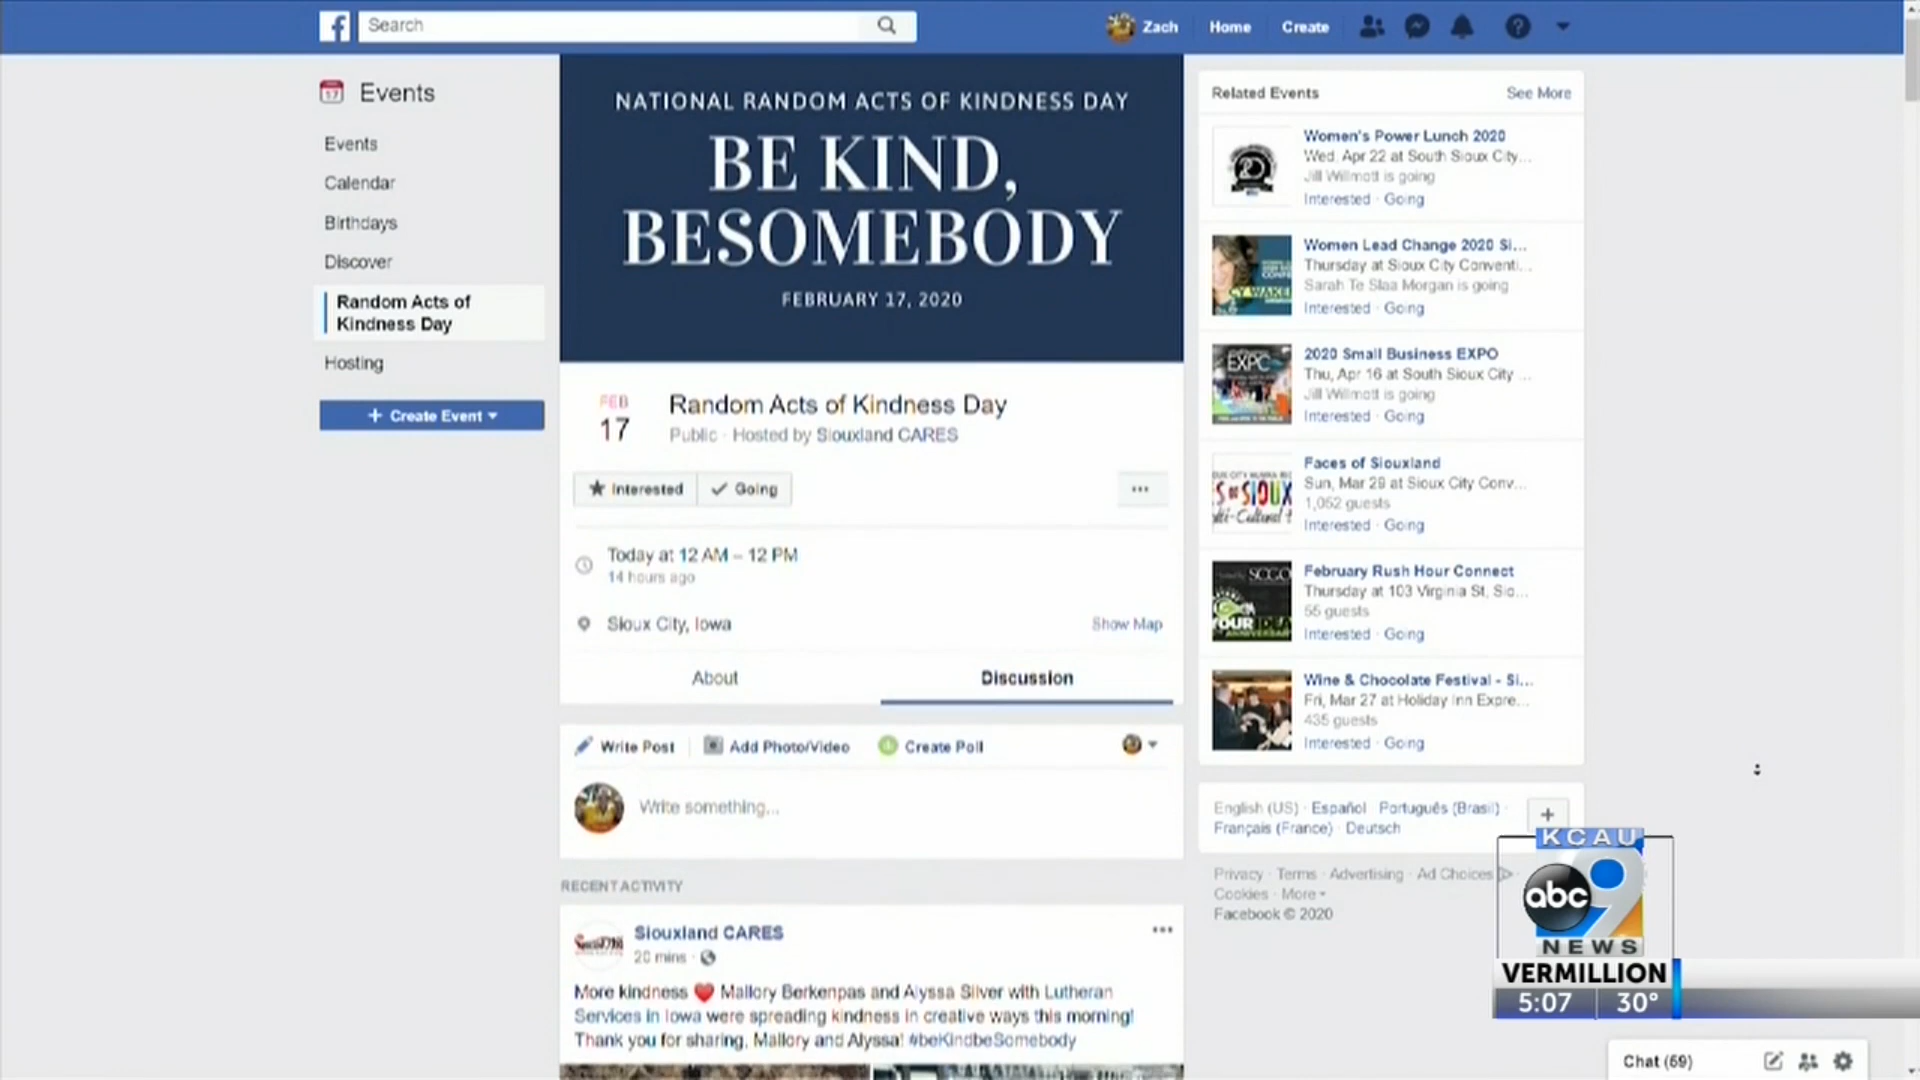 Search
Zach
Home
Create
Events
Events
Calendar
Birthdays
Discover
Random Acts of
Kindness Day
Hosting
+ Create Event
NATIONAL RANDOM ACTS OF KINDNESS DAY
BE KIND,
BESOMEBODY
FEBRUARY 17, 2020
FEB
17
Random Acts of Kindness Day
Public · Hosted by Siouxland CARES
Interested
Going
Today at 12 AM – 12 PM
14 hours ago
Sioux City, Iowa
Show Map
About
Discussion
Write Post
Add Photo/Video
Create Poll
Write something...
RECENT ACTIVITY
Siouxland CARES
20 mins ·
More kindness ❤ Mallory Berkenpas and Alyssa Silver with Lutheran
Services in Iowa were spreading kindness in creative ways this morning!
Thank you for sharing, Mallory and Alyssa! #beKindbeSomebody
Related Events
See More
Women's Power Lunch 2020
Wed, Apr 22 at South Sioux City...
Jill Willmott is going
Interested · Going
Women Lead Change 2020 Si...
Thursday at Sioux City Conventi...
Sarah Te Slaa Morgan is going
Interested · Going
EXPO
2020 Small Business EXPO
Thu, Apr 16 at South Sioux City ...
Jill Willmott is going
Interested · Going
Faces of Siouxland
Sun, Mar 29 at Sioux City Conv...
1,052 guests
Interested · Going
February Rush Hour Connect
Thursday at 103 Virginia St, Sio...
55 guests
Interested · Going
Wine & Chocolate Festival - Si...
Fri, Mar 27 at Holiday Inn Expre...
435 guests
Interested · Going
English (US) · Español · Português (Brasil) ·
Français (France) · Deutsch
Privacy · Terms · Advertising · Ad Choices
Cookies · More
Facebook © 2020
KCAU
abc 9
NEWS
VERMILLION
5:07 30°
Chat (69)